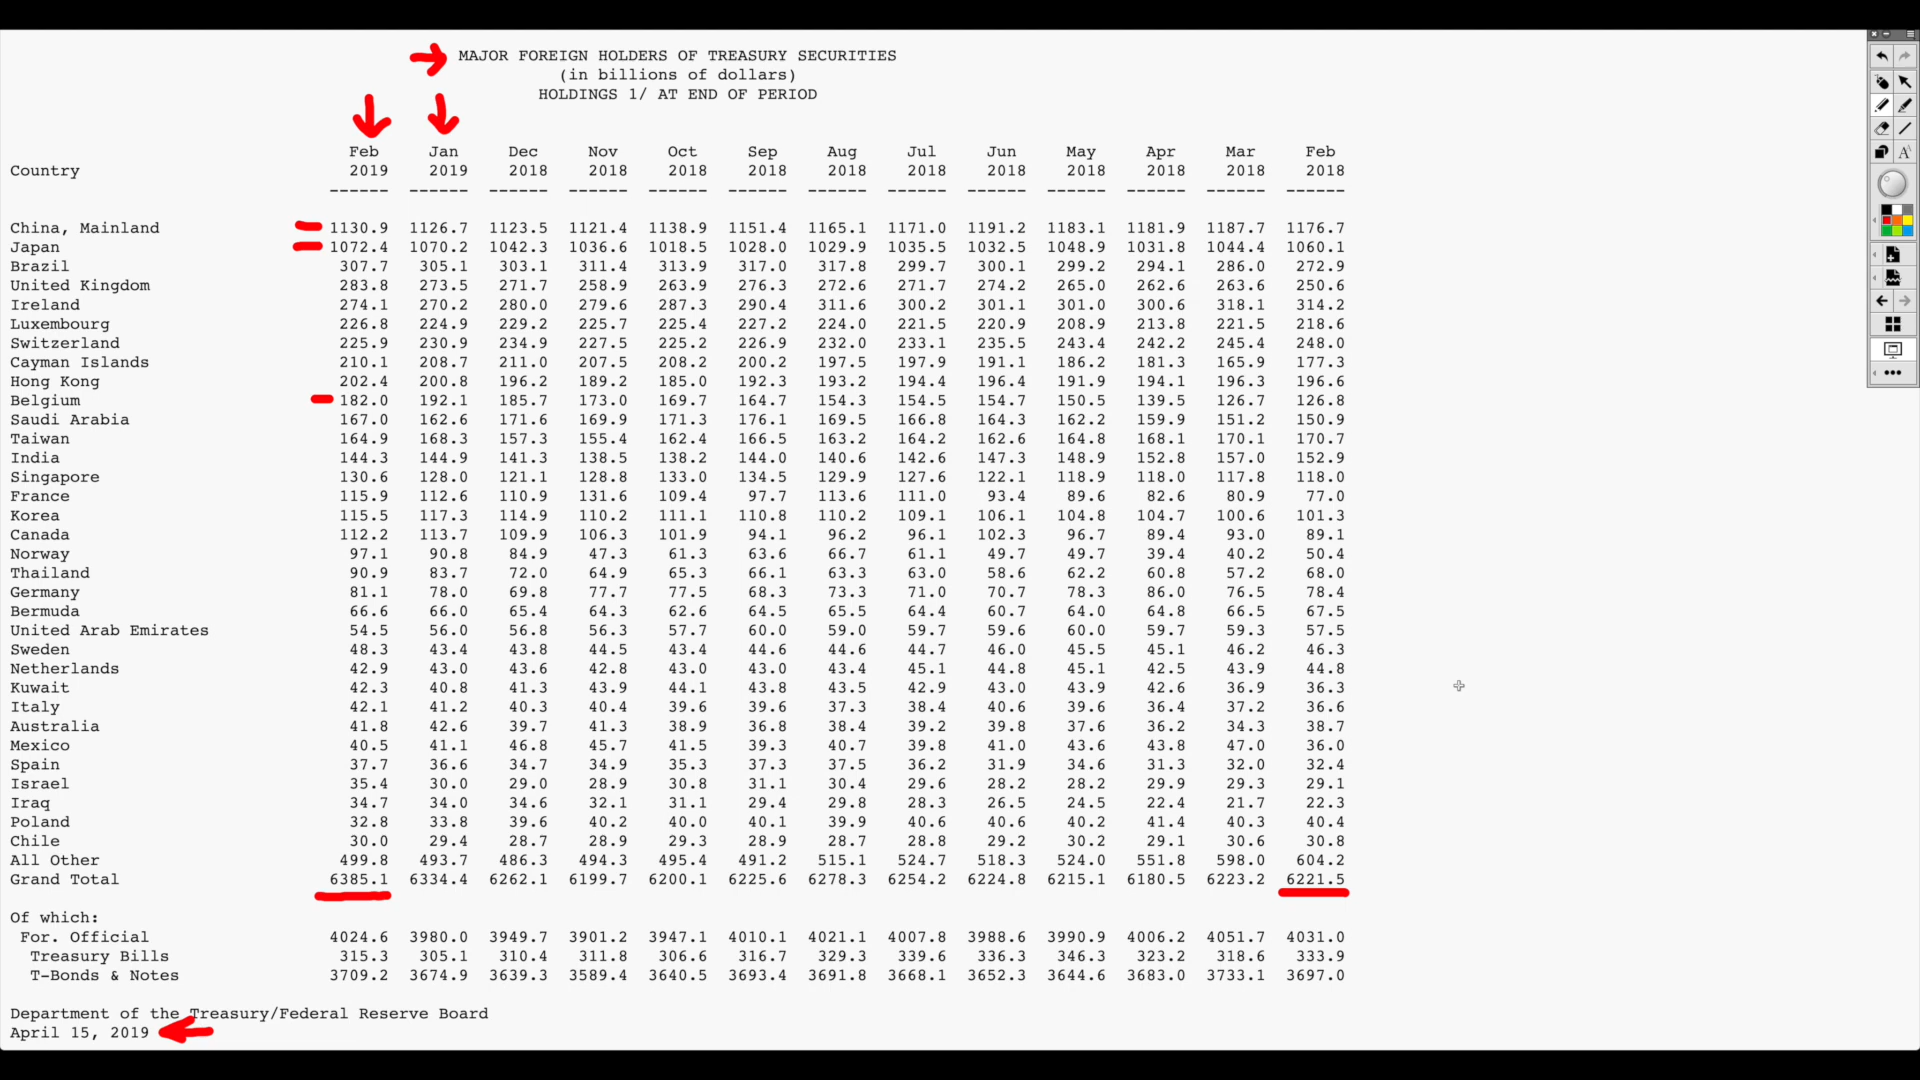 MAJOR FOREIGN HOLDERS OF TREASURY SECURITIES
(in billions of dollars)
HOLDINGS 1/ AT END OF PERIOD
Feb Jan Dec Nov Oct Sep Aug Jul Jun May Apr Mar Feb
Country 2019 2019 2018 2018 2018 2018 2018 2018 2018 2018 2018 2018 2018
------ ------ ------ ------ ------ ------ ------ ------ ------ ------ ------ ------ ------
China, Mainland 1130.9 1126.7 1123.5 1121.4 1138.9 1151.4 1165.1 1171.0 1191.2 1183.1 1181.9 1187.7 1176.7
Japan 1072.4 1070.2 1042.3 1036.6 1018.5 1028.0 1029.9 1035.5 1032.5 1048.9 1031.8 1044.4 1060.1
Brazil 307.7 305.1 303.1 311.4 313.9 317.0 317.8 299.7 300.1 299.2 294.1 286.0 272.9
United Kingdom 283.8 273.5 271.7 258.9 263.9 276.3 272.6 271.7 274.2 265.0 262.6 263.6 250.6
Ireland 274.1 270.2 280.0 279.6 287.3 290.4 311.6 300.2 301.1 301.0 300.6 318.1 314.2
Luxembourg 226.8 224.9 229.2 225.7 225.4 227.2 224.0 221.5 220.9 208.9 213.8 221.5 218.6
Switzerland 225.9 230.9 234.9 227.5 225.2 226.9 232.0 233.1 235.5 243.4 242.2 245.4 248.0
Cayman Islands 210.1 208.7 211.0 207.5 208.2 200.2 197.5 197.9 191.1 186.2 181.3 165.9 177.3
Hong Kong 202.4 200.8 196.2 189.2 185.0 192.3 193.2 194.4 196.4 191.9 194.1 196.3 196.6
Belgium 182.0 192.1 185.7 173.0 169.7 164.7 154.3 154.5 154.7 150.5 139.5 126.7 126.8
Saudi Arabia 167.0 162.6 171.6 169.9 171.3 176.1 169.5 166.8 164.3 162.2 159.9 151.2 150.9
Taiwan 164.9 168.3 157.3 155.4 162.4 166.5 163.2 164.2 162.6 164.8 168.1 170.1 170.7
India 144.3 144.9 141.3 138.5 138.2 144.0 140.6 142.6 147.3 148.9 152.8 157.0 152.9
Singapore 130.6 128.0 121.1 128.8 133.0 134.5 129.9 127.6 122.1 118.9 118.0 117.8 118.0
France 115.9 112.6 110.9 131.6 109.4 97.7 113.6 111.0 93.4 89.6 82.6 80.9 77.0
Korea 115.5 117.3 114.9 110.2 111.1 110.8 110.2 109.1 106.1 104.8 104.7 100.6 101.3
Canada 112.2 113.7 109.9 106.3 101.9 94.1 96.2 96.1 102.3 96.7 89.4 93.0 89.1
Norway 97.1 90.8 84.9 47.3 61.3 63.6 66.7 61.1 49.7 49.7 39.4 40.2 50.4
Thailand 90.9 83.7 72.0 64.9 65.3 66.1 63.3 63.0 58.6 62.2 60.8 57.2 68.0
Germany 81.1 78.0 69.8 77.7 77.5 68.3 73.3 71.0 70.7 78.3 86.0 76.5 78.4
Bermuda 66.6 66.0 65.4 64.3 62.6 64.5 65.5 64.4 60.7 64.0 64.8 66.5 67.5
United Arab Emirates 54.5 56.0 56.8 56.3 57.7 60.0 59.0 59.7 59.6 60.0 59.7 59.3 57.5
Sweden 48.3 43.4 43.8 44.5 43.4 44.6 44.6 44.7 46.0 45.5 45.1 46.2 46.3
Netherlands 42.9 43.0 43.6 42.8 43.0 43.0 43.4 45.1 44.8 45.1 42.5 43.9 44.8
Kuwait 42.3 40.8 41.3 43.9 44.1 43.8 43.5 42.9 43.0 43.9 42.6 36.9 36.3
Italy 42.1 41.2 40.3 40.4 39.6 39.6 37.3 38.4 40.6 39.6 36.4 37.2 36.6
Australia 41.8 42.6 39.7 41.3 38.9 36.8 38.4 39.2 39.8 37.6 36.2 34.3 38.7
Mexico 40.5 41.1 46.8 45.7 41.5 39.3 40.7 39.8 41.0 43.6 43.8 47.0 36.0
Spain 37.7 36.6 34.7 34.9 35.3 37.3 37.5 36.2 31.9 34.6 31.3 32.0 32.4
Israel 35.4 30.0 29.0 28.9 30.8 31.1 30.4 29.6 28.2 28.2 29.9 29.3 29.1
Iraq 34.7 34.0 34.6 32.1 31.1 29.4 29.8 28.3 26.5 24.5 22.4 21.7 22.3
Poland 32.8 33.8 39.6 40.2 40.0 40.1 39.9 40.6 40.6 40.2 41.4 40.3 40.4
Chile 30.0 29.4 28.7 28.9 29.3 28.9 28.7 28.8 29.2 30.2 29.1 30.6 30.8
All Other 499.8 493.7 486.3 494.3 495.4 491.2 515.1 524.7 518.3 524.0 551.8 598.0 604.2
Grand Total 6385.1 6334.4 6262.1 6199.7 6200.1 6225.6 6278.3 6254.2 6224.8 6215.1 6180.5 6223.2 6221.5
Of which:
For. Official 4024.6 3980.0 3949.7 3901.2 3947.1 4010.1 4021.1 4007.8 3988.6 3990.9 4006.2 4051.7 4031.0
Treasury Bills 315.3 305.1 310.4 311.8 306.6 316.7 329.3 339.6 336.3 346.3 323.2 318.6 333.9
T-Bonds & Notes 3709.2 3674.9 3639.3 3589.4 3640.5 3693.4 3691.8 3668.1 3652.3 3644.6 3683.0 3733.1 3697.0
Department of the Treasury/Federal Reserve Board
April 15, 2019